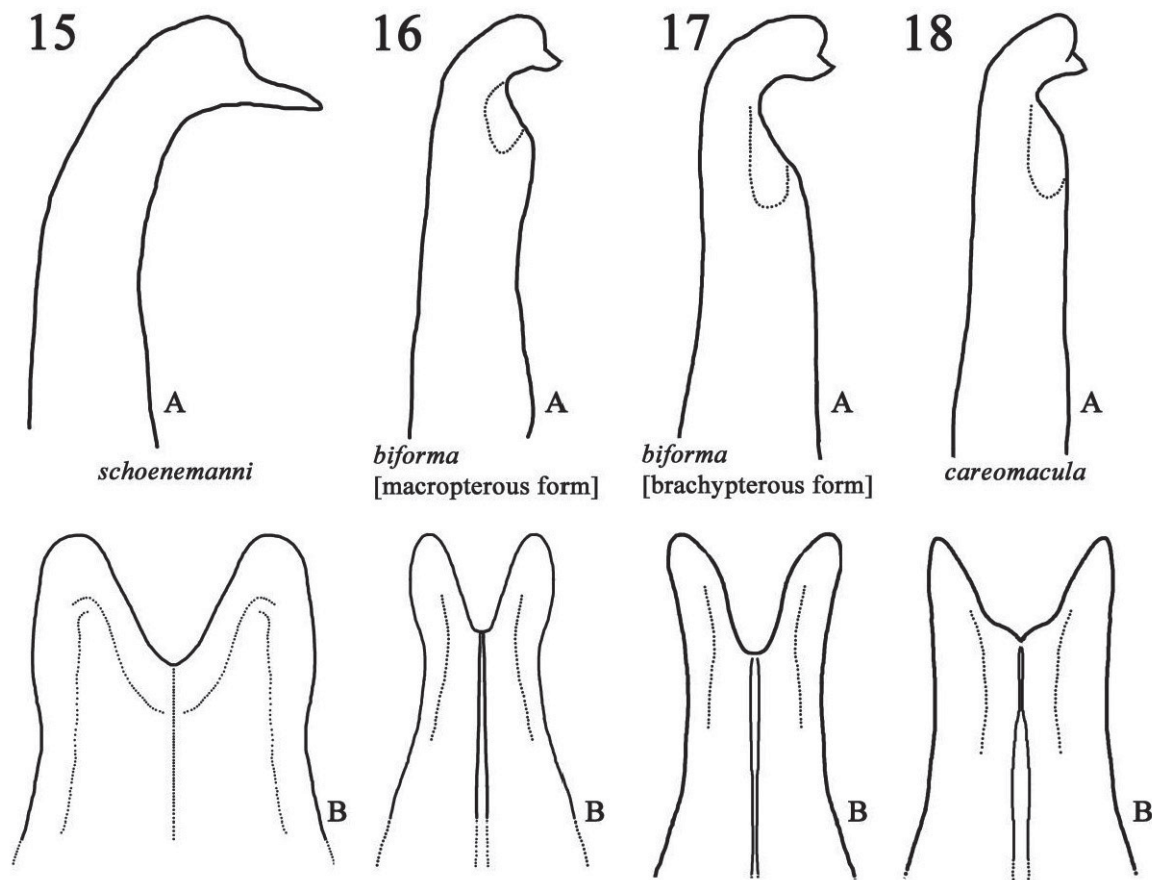 15 16 17 18
A A A A
schoenemanni
biforma
[macropterous form]
biforma
[brachypterous form]
careomacula
B B B B